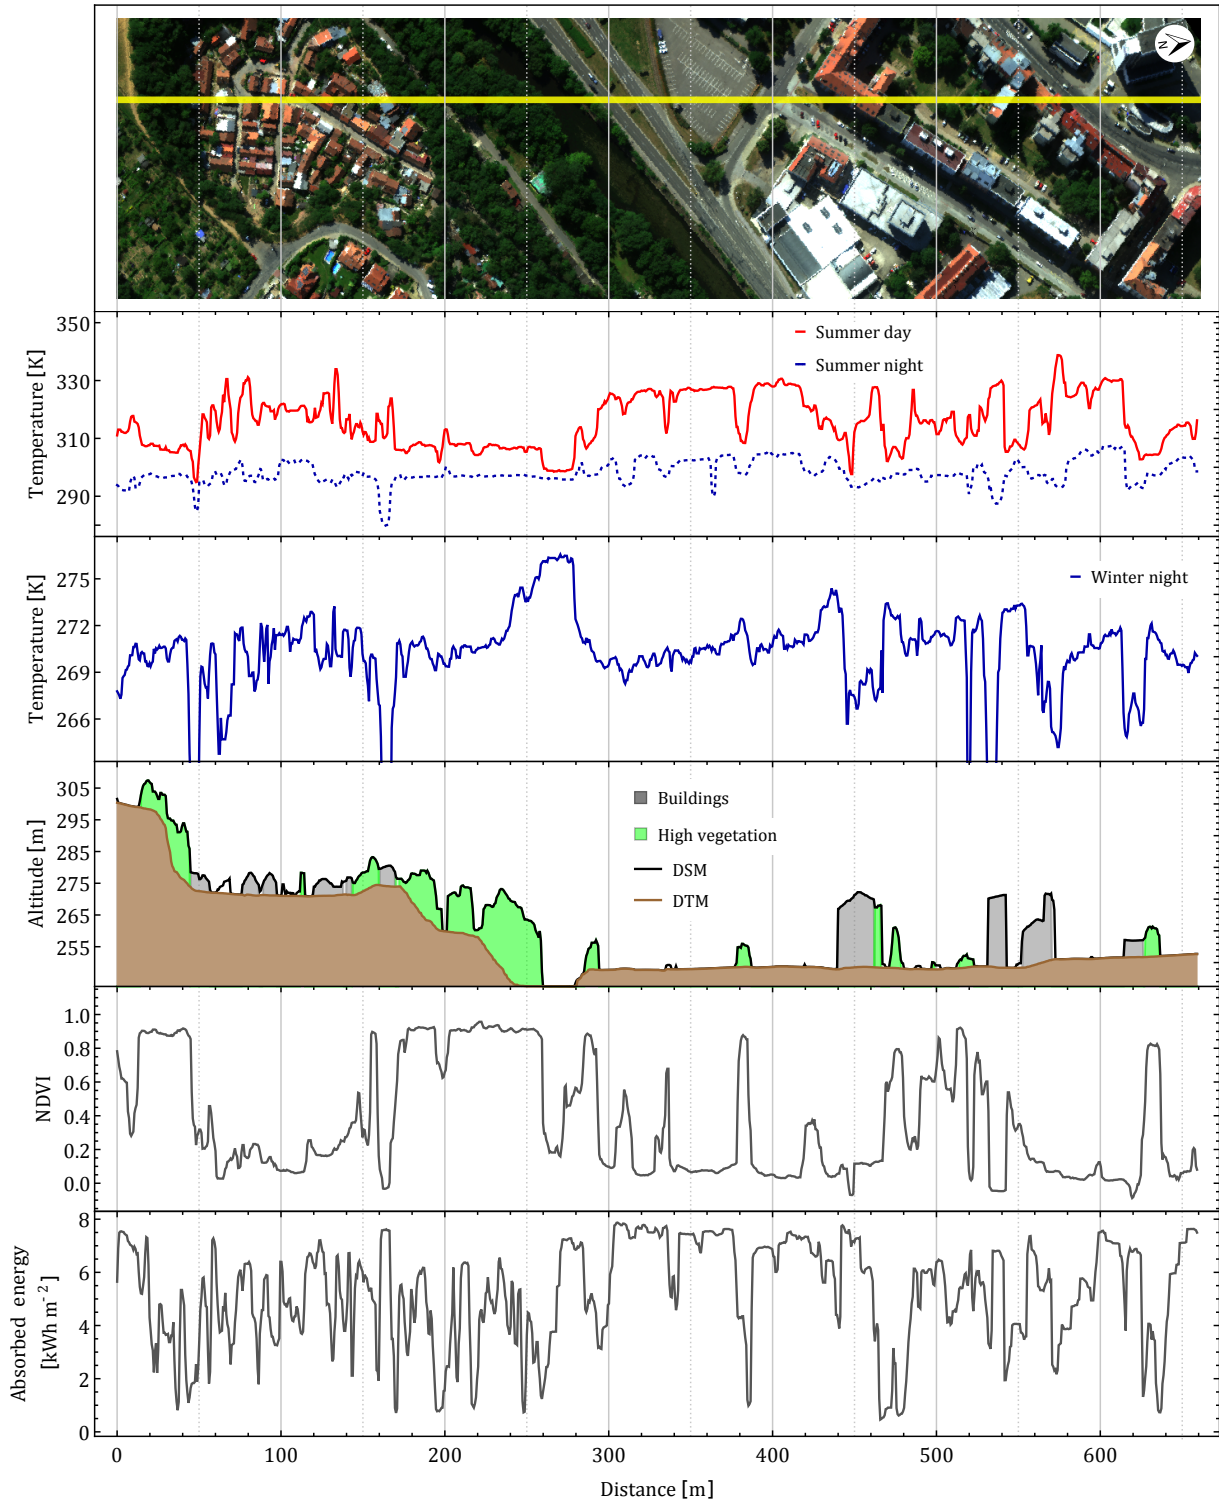 N
350
330
310
290
Temperature [K]
Summer day
Summer night
275
272
269
266
Temperature [K]
Winter night
305
295
285
275
265
255
Altitude [m]
Buildings
High vegetation
DSM
DTM
1.0
0.8
0.6
0.4
0.2
0.0
NDVI
8
6
4
2
0
Absorbed energy
[kWh m⁻²]
0 100 200 300 400 500 600
Distance [m]